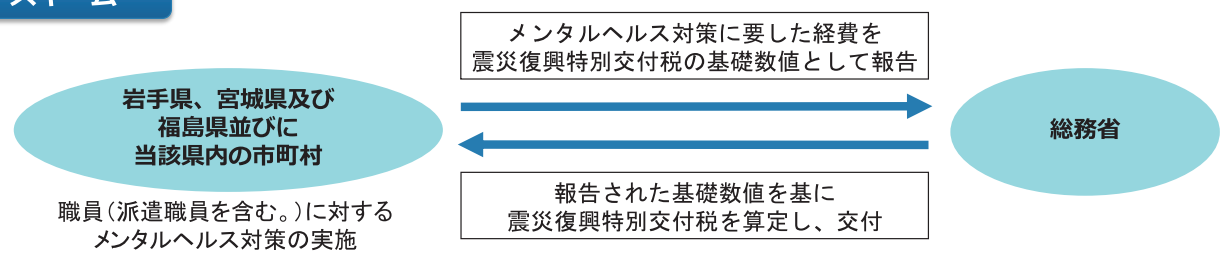 スキーム
メンタルヘルス対策に要した経費を
震災復興特別交付税の基礎数値として報告
岩手県、宮城県及び
福島県並びに
当該県内の市町村
総務省
報告された基礎数値を基に
震災復興特別交付税を算定し、交付
職員(派遣職員を含む。)に対する
メンタルヘルス対策の実施